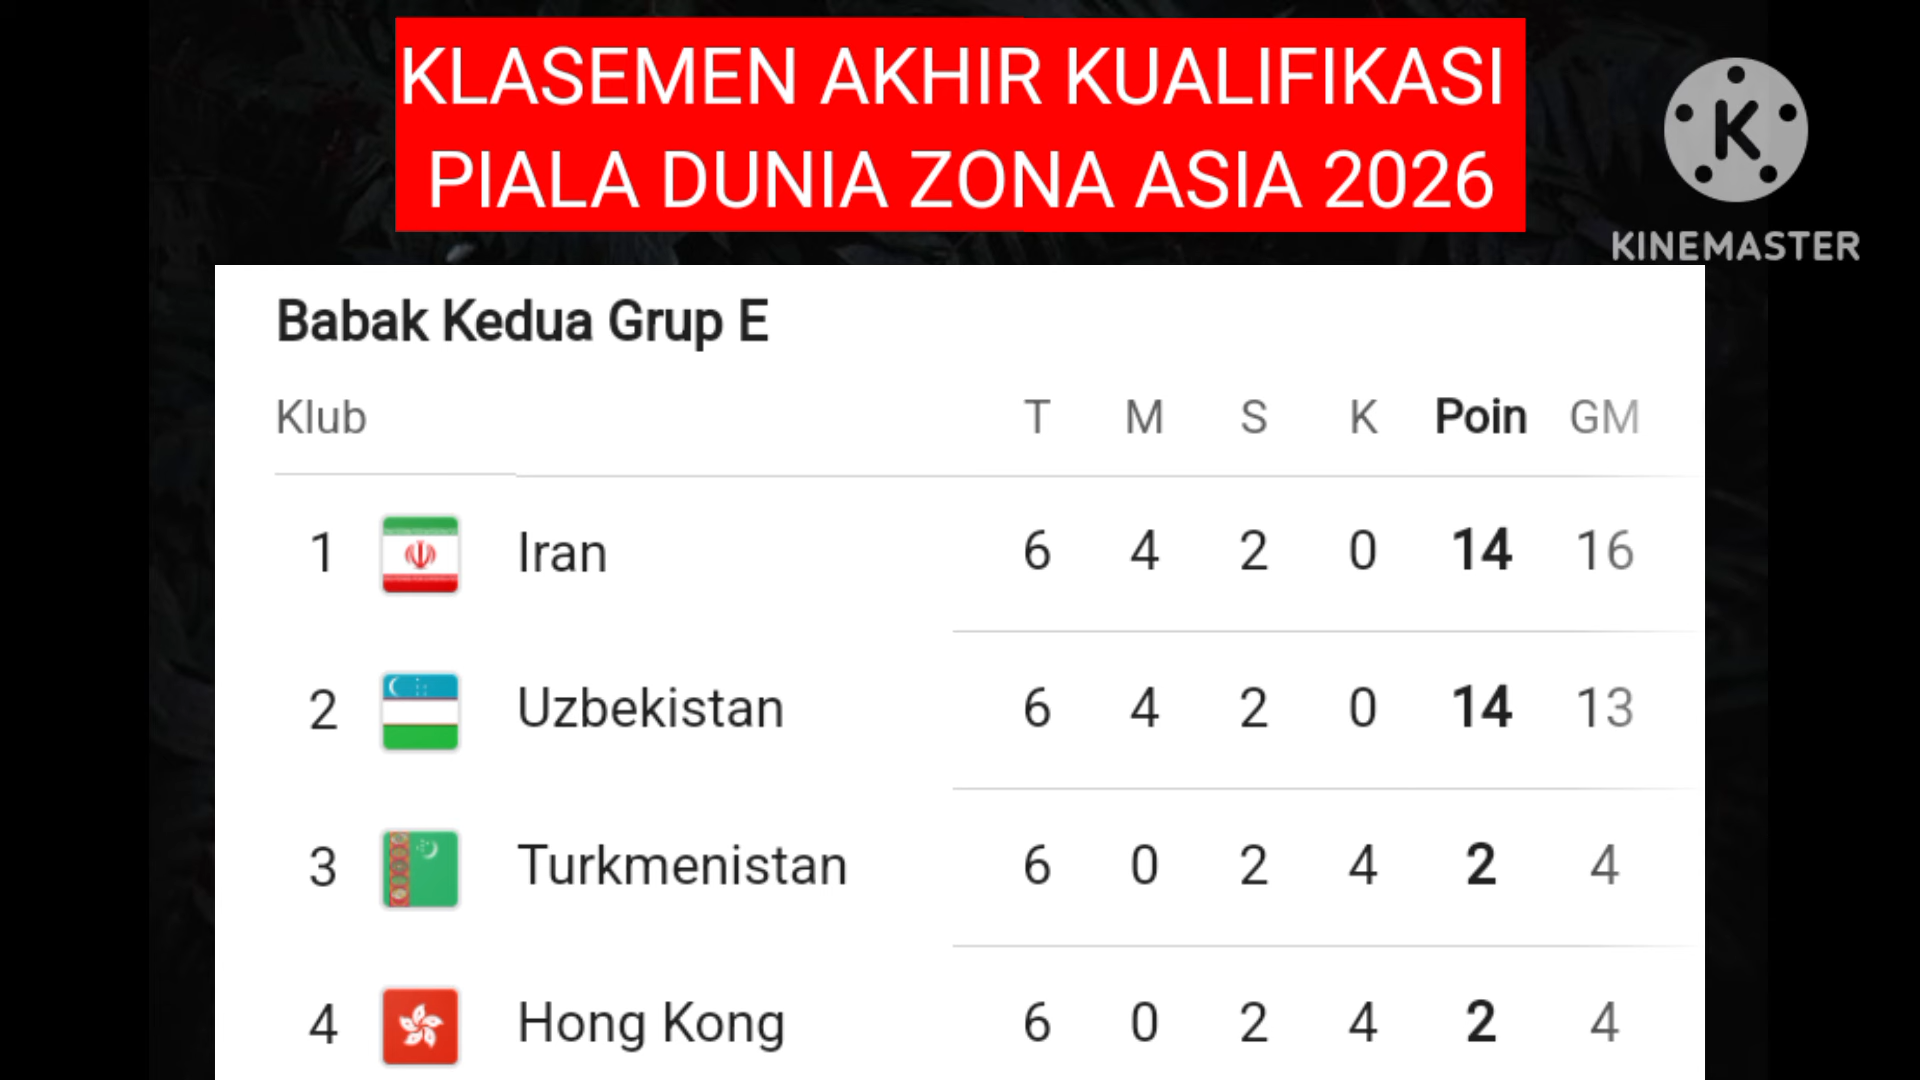 KLASEMEN AKHIR KUALIFIKASI
PIALA DUNIA ZONA ASIA 2026
K
KINEMASTER
Babak Kedua Grup E
Klub T M S K Poin GM
1 Iran 6 4 2 0 14 16
2 Uzbekistan 6 4 2 0 14 13
3 Turkmenistan 6 0 2 4 2 4
4 Hong Kong 6 0 2 4 2 4